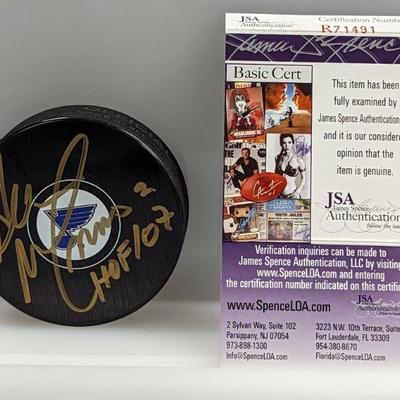 2
HOF/07
JSA
James Spence
Authentication
Certification Number
R71491
Basic Cert
This item has been
fully examined by
James Spence Authentication
and it is our considered
opinion that the
item is genuine.
JSA
James Spence
Authentication
Verification inquiries can be made to
James Spence Authentication, LLC by visiting
www.SpenceLOA.com and entering
the certification number indicated on this certificate
www.SpenceLOA.com
JSA
2 Sylvan Way, Suite 102
Parsippany, NJ 07054
973-898-1300
Info@SpenceLOA.com
3223 N.W. 10th Terrace, Suite
Fort Lauderdale, FL 33309
954-380-8670
Florida@SpenceLOA.com